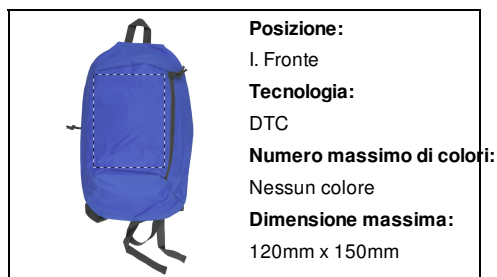 Posizione:
I. Fronte
Tecnologia:
DTC
Numero massimo di colori:
Nessun colore
Dimensione massima:
120mm x 150mm